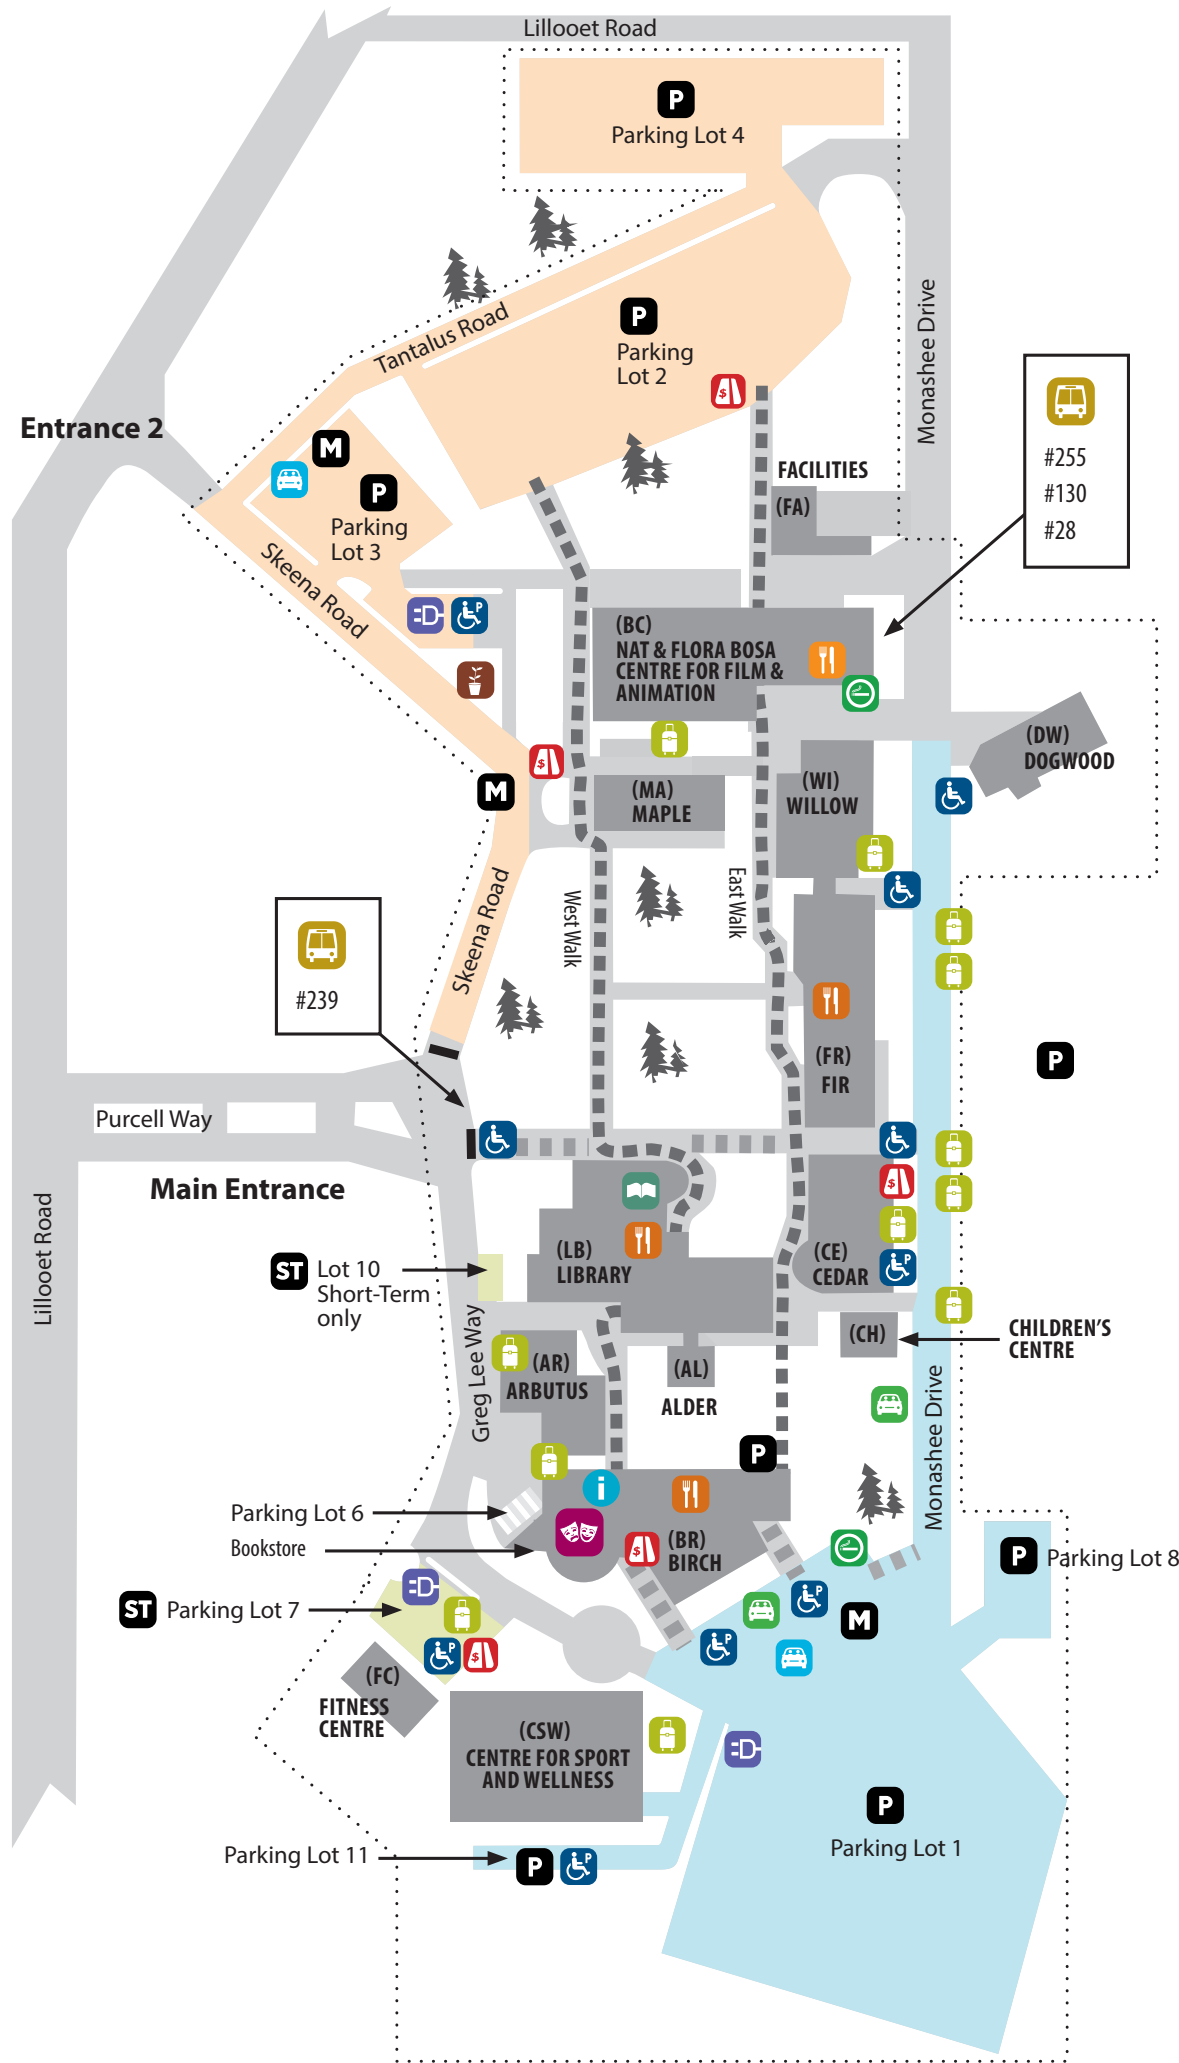 Lillooet Road
P
Parking Lot 4
Monashee Drive
P
Parking
Lot 2
Tantalus Road
$
#255
#130
#28
Entrance 2
M
P
Parking
Lot 3
FACILITIES
(FA)
Skeena Road
P
(BC)
NAT & FLORA BOSA
CENTRE FOR FILM &
ANIMATION
(DW)
DOGWOOD
$
M
(MA)
MAPLE
(WI)
WILLOW
West Walk
East Walk
Skeena Road
#239
(FR)
FIR
P
Purcell Way
Main Entrance
Lillooet Road
$
(LB)
LIBRARY
(CE)
CEDAR
P
ST
Lot 10
Short-Term
only
Greg Lee Way
(CH)
CHILDREN'S
CENTRE
(AR)
ARBUTUS
(AL)
ALDER
Monashee Drive
P
i
Parking Lot 6
Bookstore
$
(BR)
BIRCH
P
Parking Lot 8
ST
Parking Lot 7
P
M
P
P
$
(FC)
FITNESS
CENTRE
(CSW)
CENTRE FOR SPORT
AND WELLNESS
P
Parking Lot 1
Parking Lot 11
P
P